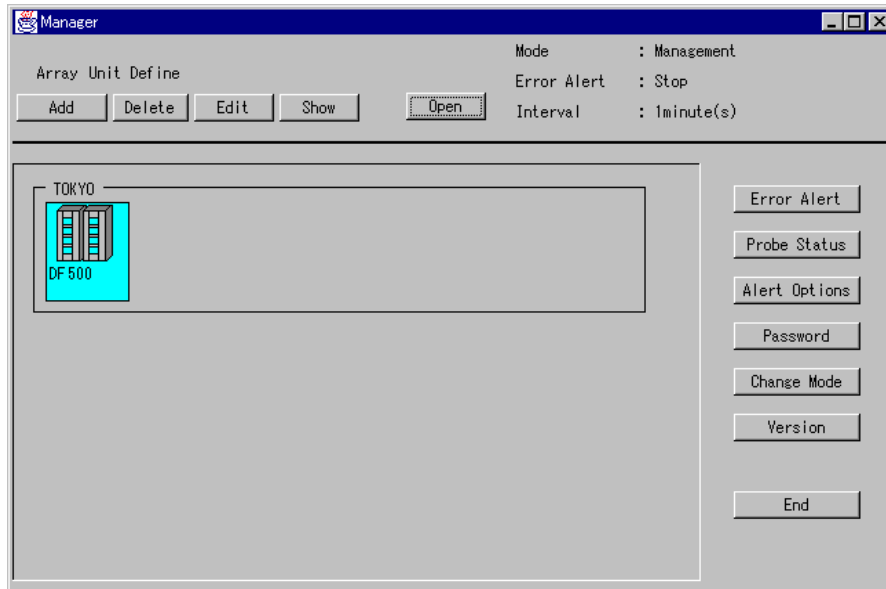 Manager
Mode : Management
Array Unit Define
Error Alert : Stop
Add Delete Edit Show Open
Interval : 1minute(s)
TOKYO
DF500
Error Alert
Probe Status
Alert Options
Password
Change Mode
Version
End